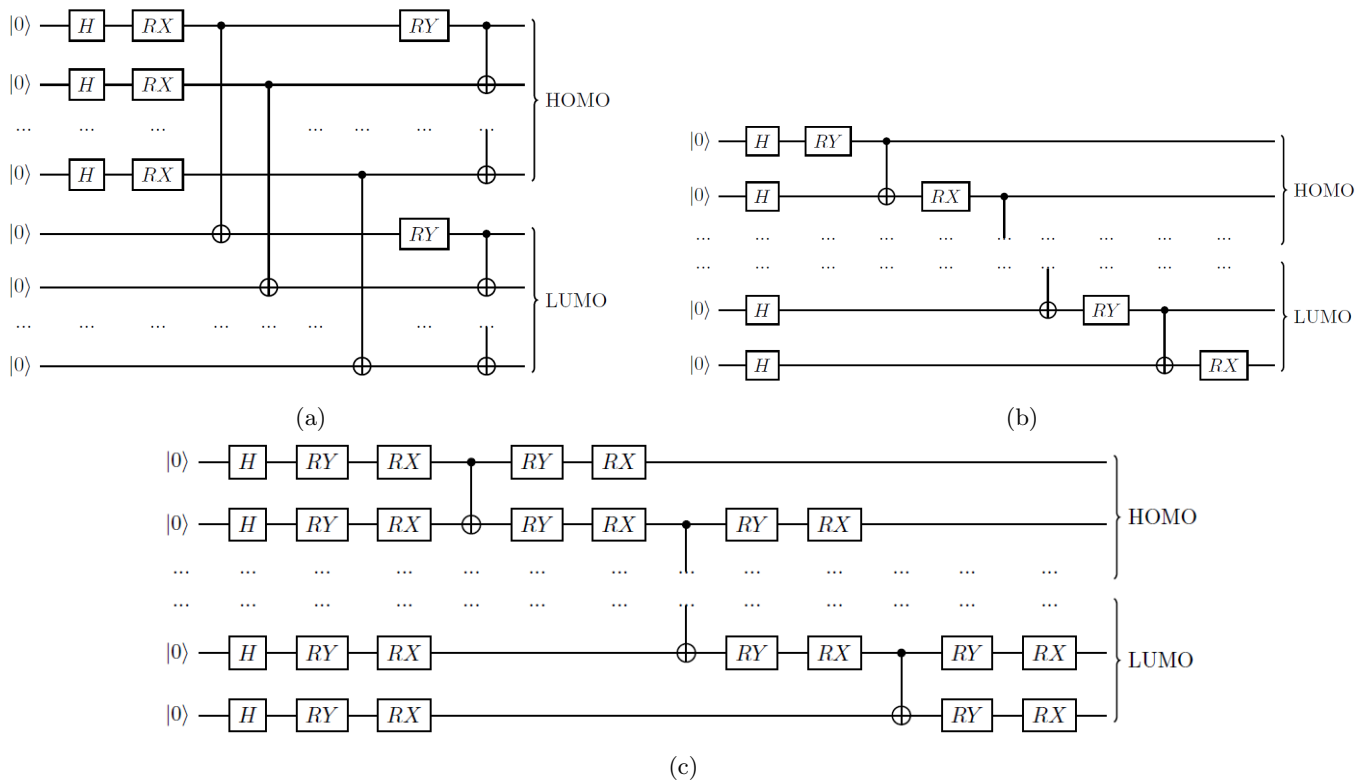 |0⟩ H RX RY
|0⟩ H RX
HOMO
... ... ... ... ... ... ...
|0⟩ H RX
|0⟩ RY
|0⟩
LUMO
... ... ... ... ... ... ... ...
|0⟩
(a)
|0⟩ H RY
|0⟩ H RX
HOMO
... ... ... ... ... ... ... ... ... ...
... ... ... ... ... ... ... ... ... ...
|0⟩ H RY
LUMO
|0⟩ H RX
(b)
|0⟩ H RY RX RY RX
|0⟩ H RY RX RY RX RY RX
HOMO
... ... ... ... ... ... ... ... ... ... ... ... ...
... ... ... ... ... ... ... ... ... ... ... ... ...
|0⟩ H RY RX RY RX RY RX
LUMO
|0⟩ H RY RX RY RX
(c)